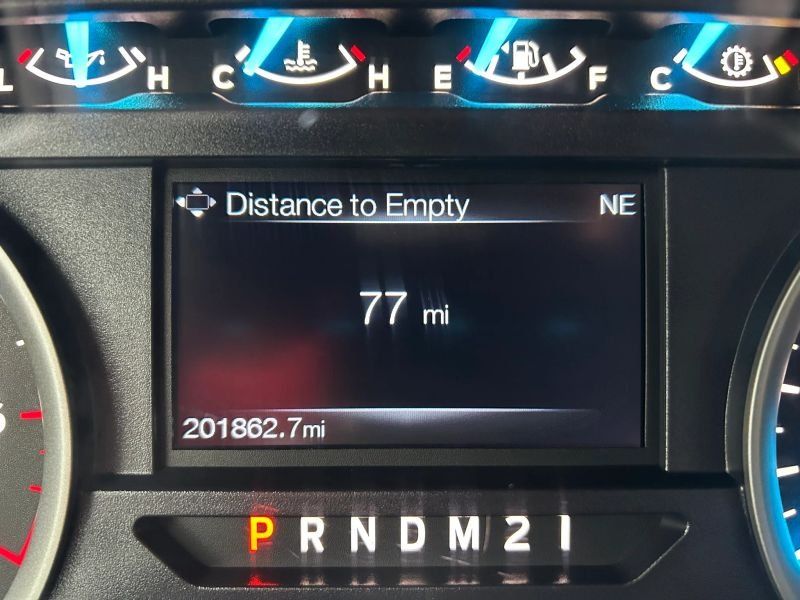 L H C H E F C
Distance to Empty NE
77 mi
201862.7mi
P R N D M 2 1